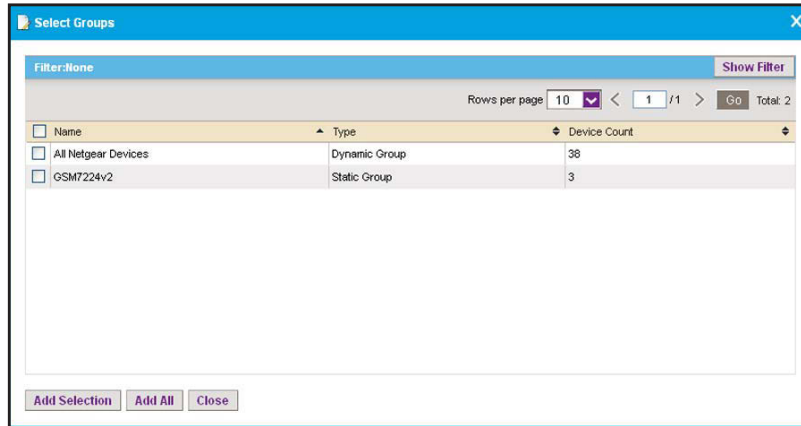 Select Groups
Filter:None Show Filter
Rows per page 10 < 1 /1 > Go Total: 2
Name Type Device Count
All Netgear Devices Dynamic Group 38
GSM7224v2 Static Group 3
Add Selection Add All Close